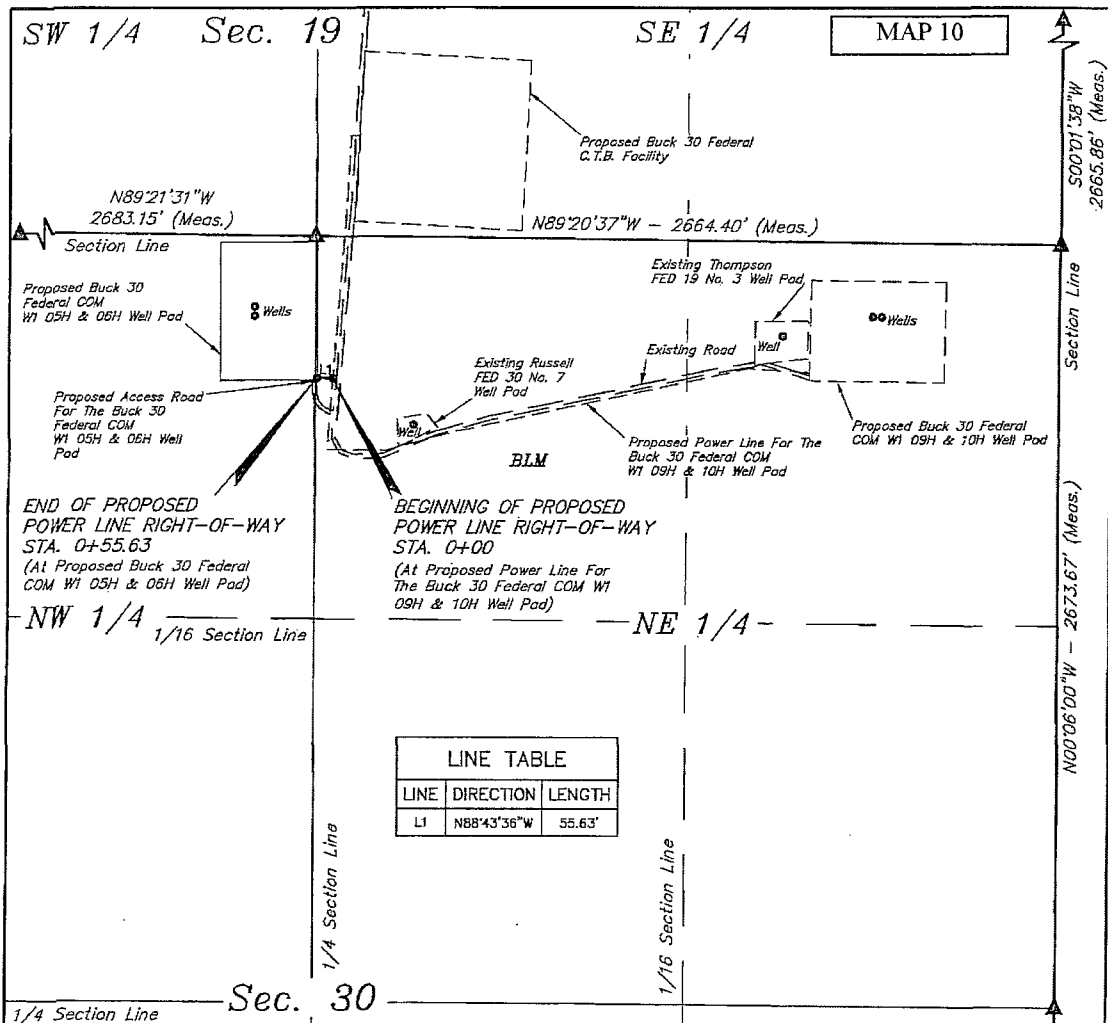 SW 1/4
Sec. 19
SE 1/4
MAP 10
S00°01'38"W
2665.86' (Meas.)
Proposed Buck 30 Federal
C.T.B. Facility
N89°21'31"W
2683.15' (Meas.)
N89°20'37"W - 2664.40' (Meas.)
Section Line
Section Line
Existing Thompson
FED 19 No. 3 Well Pad
Proposed Buck 30
Federal COM
W1 05H & 06H Well Pad
Wells
Wells
Well
Existing Road
Existing Russell
FED 30 No. 7
Well Pad
Proposed Access Road
For The Buck 30
Federal COM
W1 05H & 06H Well
Pad
Well
Proposed Buck 30 Federal
COM W1 09H & 10H Well Pad
Proposed Power Line For The
Buck 30 Federal COM
W1 09H & 10H Well Pad
BLM
END OF PROPOSED
POWER LINE RIGHT-OF-WAY
STA. 0+55.63
(At Proposed Buck 30 Federal
COM W1 05H & 06H Well Pad)
BEGINNING OF PROPOSED
POWER LINE RIGHT-OF-WAY
STA. 0+00
(At Proposed Power Line For
The Buck 30 Federal COM W1
09H & 10H Well Pad)
N00°06'00"W - 2673.67' (Meas.)
NW 1/4
1/16 Section Line
NE 1/4
LINE TABLE
LINE DIRECTION LENGTH
L1 N88°43'36"W 55.63'
1/4 Section Line
1/16 Section Line
Sec. 30
1/4 Section Line